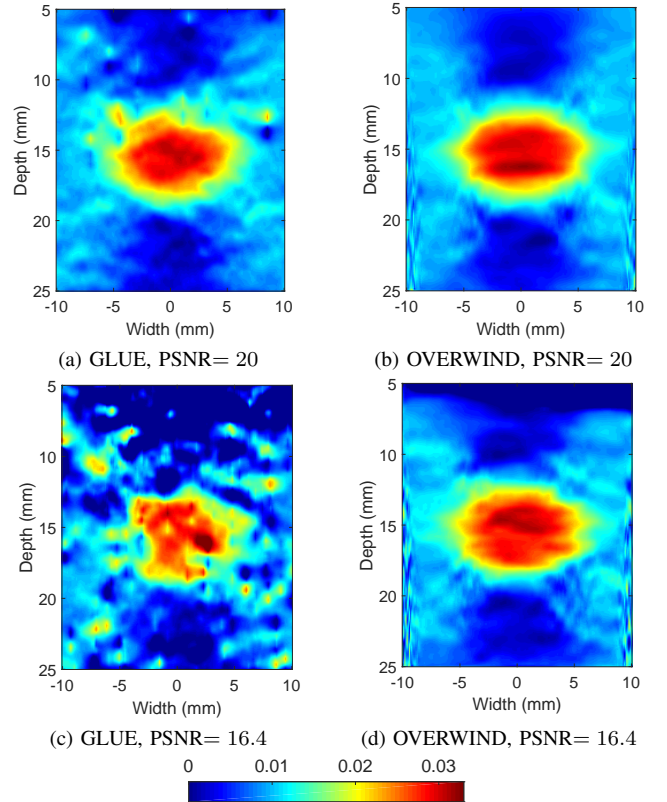 5
10
15
20
25
Depth (mm)
-10 -5 0 5 10
Width (mm)
(a) GLUE, PSNR= 20
5
10
15
20
25
Depth (mm)
-10 -5 0 5 10
Width (mm)
(b) OVERWIND, PSNR= 20
5
10
15
20
25
Depth (mm)
-10 -5 0 5 10
Width (mm)
(c) GLUE, PSNR= 16.4
5
10
15
20
25
Depth (mm)
-10 -5 0 5 10
Width (mm)
(d) OVERWIND, PSNR= 16.4
0 0.01 0.02 0.03